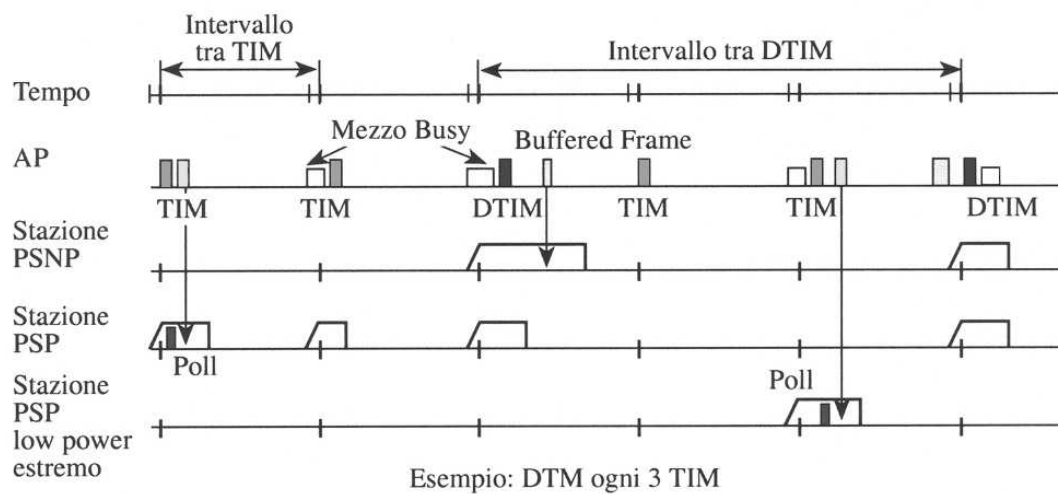 Intervallo
tra TIM
Intervallo tra DTIM
Tempo
Mezzo Busy
Buffered Frame
AP
TIM
TIM
DTIM
TIM
TIM
DTIM
Stazione
PSNP
Stazione
PSP
Poll
Stazione
PSP
low power
estremo
Poll
Esempio: DTM ogni 3 TIM